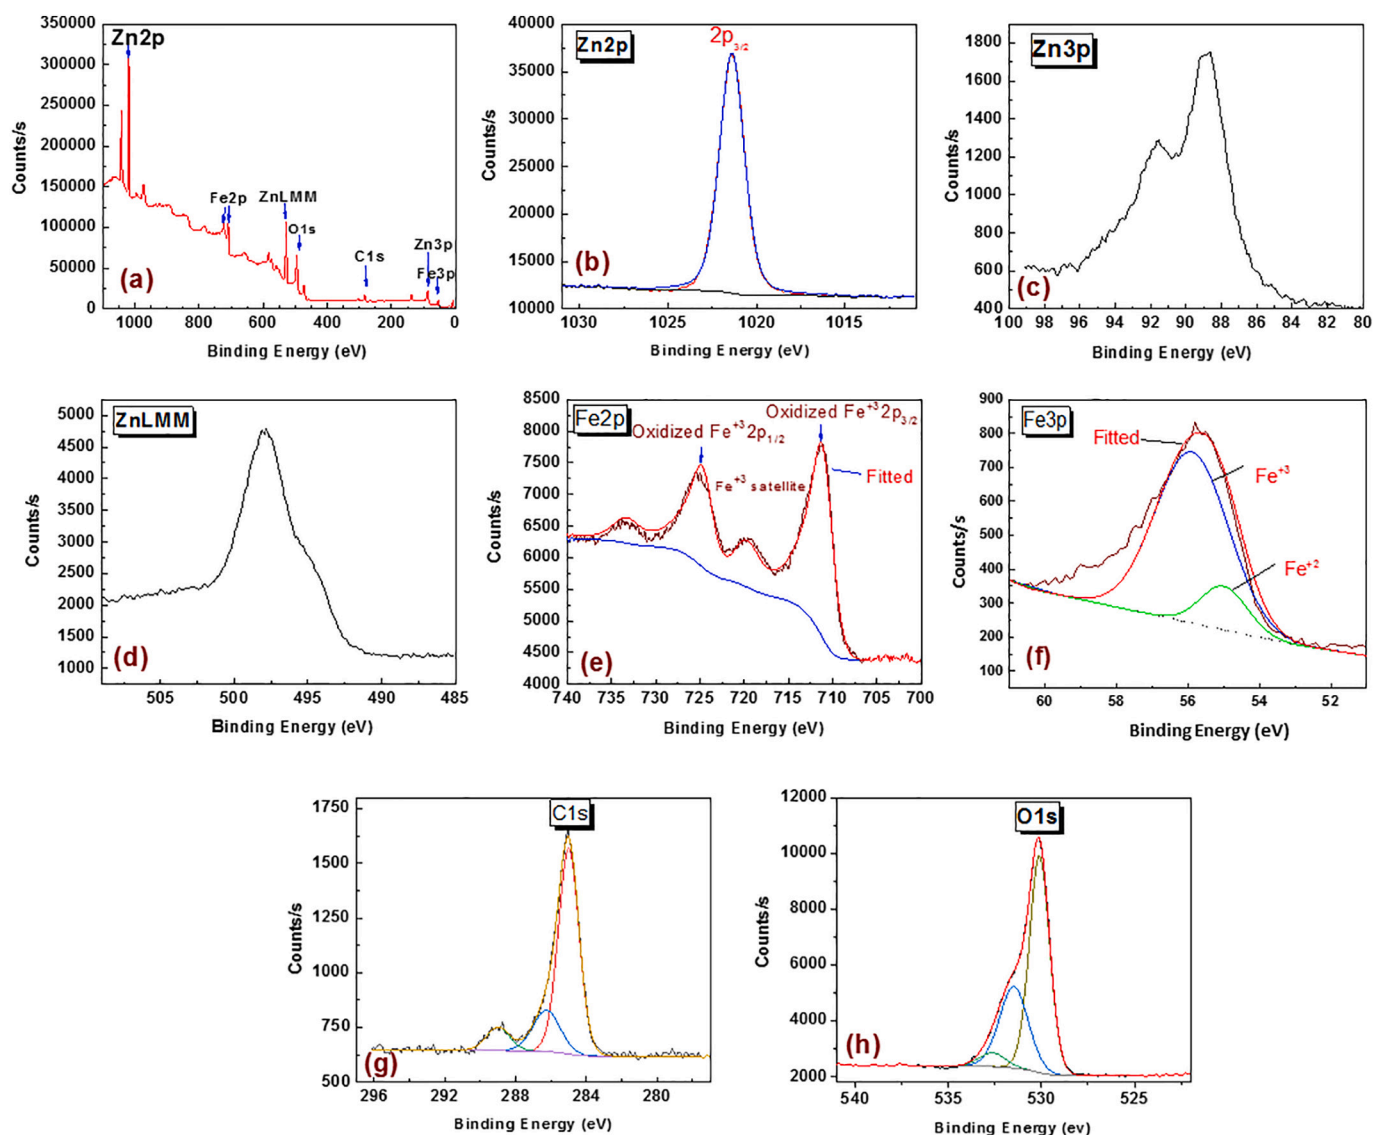 350000
300000
250000
200000
150000
100000
50000
0
Counts/s
Zn2p
Fe2p
ZnLMM
O1s
C1s
Zn3p
Fe3p
(a)
1000 800 600 400 200 0
Binding Energy (eV)
40000
35000
30000
25000
20000
15000
10000
Counts/s
Zn2p
2p3/2
(b)
1030 1025 1020 1015
Binding Energy (eV)
1800
1600
1400
1200
1000
800
600
400
Counts/s
Zn3p
(c)
100 98 96 94 92 90 88 86 84 82 80
Binding Energy (eV)
5000
4500
4000
3500
3000
2500
2000
1500
1000
Counts/s
ZnLMM
(d)
505 500 495 490 485
Binding Energy (eV)
8500
8000
7500
7000
6500
6000
5500
5000
4500
4000
Counts/s
Fe2p
Oxidized Fe+3 2p3/2
Oxidized Fe+3 2p1/2
Fe+3 satellite
Fitted
(e)
740 735 730 725 720 715 710 705 700
Binding Energy (eV)
900
800
700
600
500
400
300
200
100
Counts/s
Fe3p
Fitted
Fe+3
Fe+2
(f)
60 58 56 54 52
Binding Energy (eV)
1750
1500
1250
1000
750
500
Counts/s
C1s
(g)
296 292 288 284 280
Binding Energy (eV)
12000
10000
8000
6000
4000
2000
Counts/s
O1s
(h)
540 535 530 525
Binding Energy (ev)